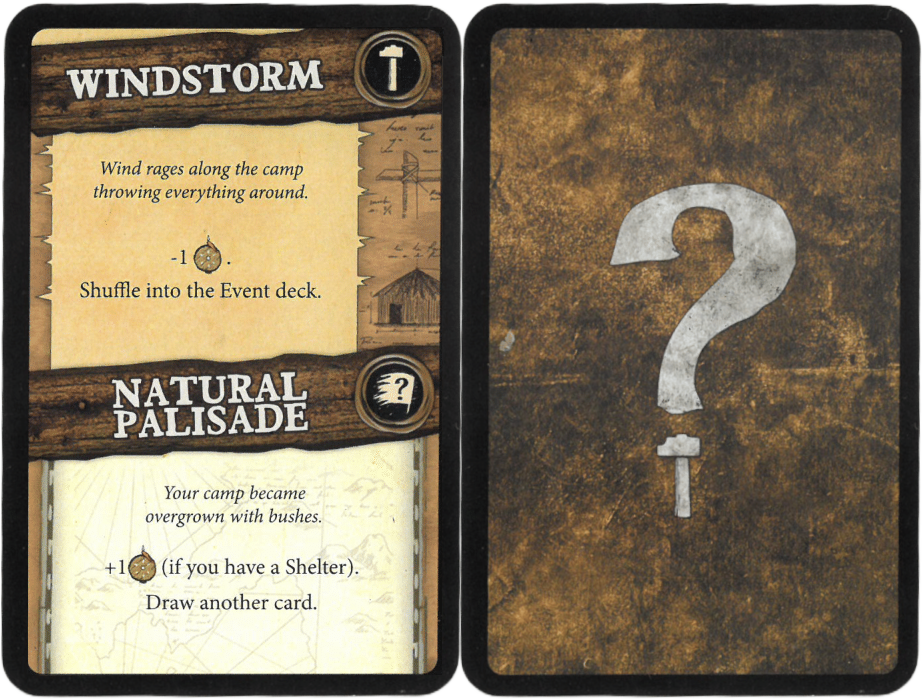 WINDSTORM
Wind rages along the camp
throwing everything around.
-1 .
Shuffle into the Event deck.
NATURAL
PALISADE
?
Your camp became
overgrown with bushes.
+1 (if you have a Shelter).
Draw another card.
?